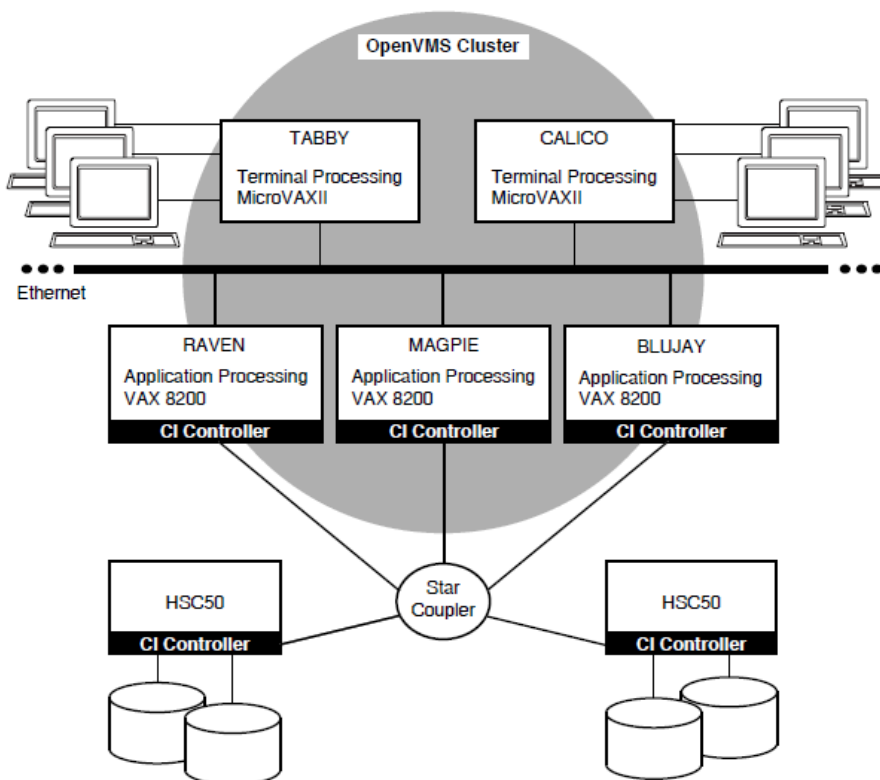 OpenVMS Cluster
TABBY
Terminal Processing
MicroVAXII
CALICO
Terminal Processing
MicroVAXII
Ethernet
RAVEN
Application Processing
VAX 8200
CI Controller
MAGPIE
Application Processing
VAX 8200
CI Controller
BLUJAY
Application Processing
VAX 8200
CI Controller
Star
Coupler
HSC50
CI Controller
HSC50
CI Controller